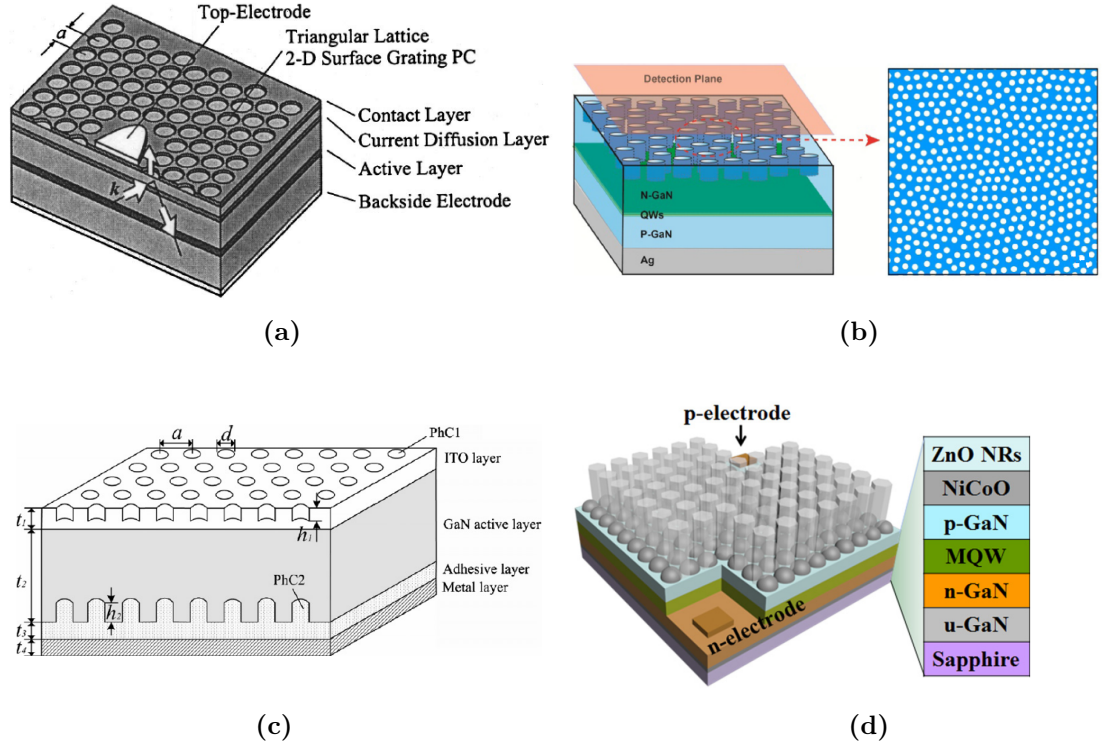 Top-Electrode
a
Triangular Lattice
2-D Surface Grating PC
Contact Layer
Current Diffusion Layer
Active Layer
k
Backside Electrode
(a)
Detection Plane
N-GaN
QWs
P-GaN
Ag
(b)
a
d
PhC1
ITO layer
t1
h1
GaN active layer
t2
Adhesive layer
PhC2
Metal layer
h2
t3
t4
(c)
p-electrode
n-electrode
ZnO NRs
NiCoO
p-GaN
MQW
n-GaN
u-GaN
Sapphire
(d)